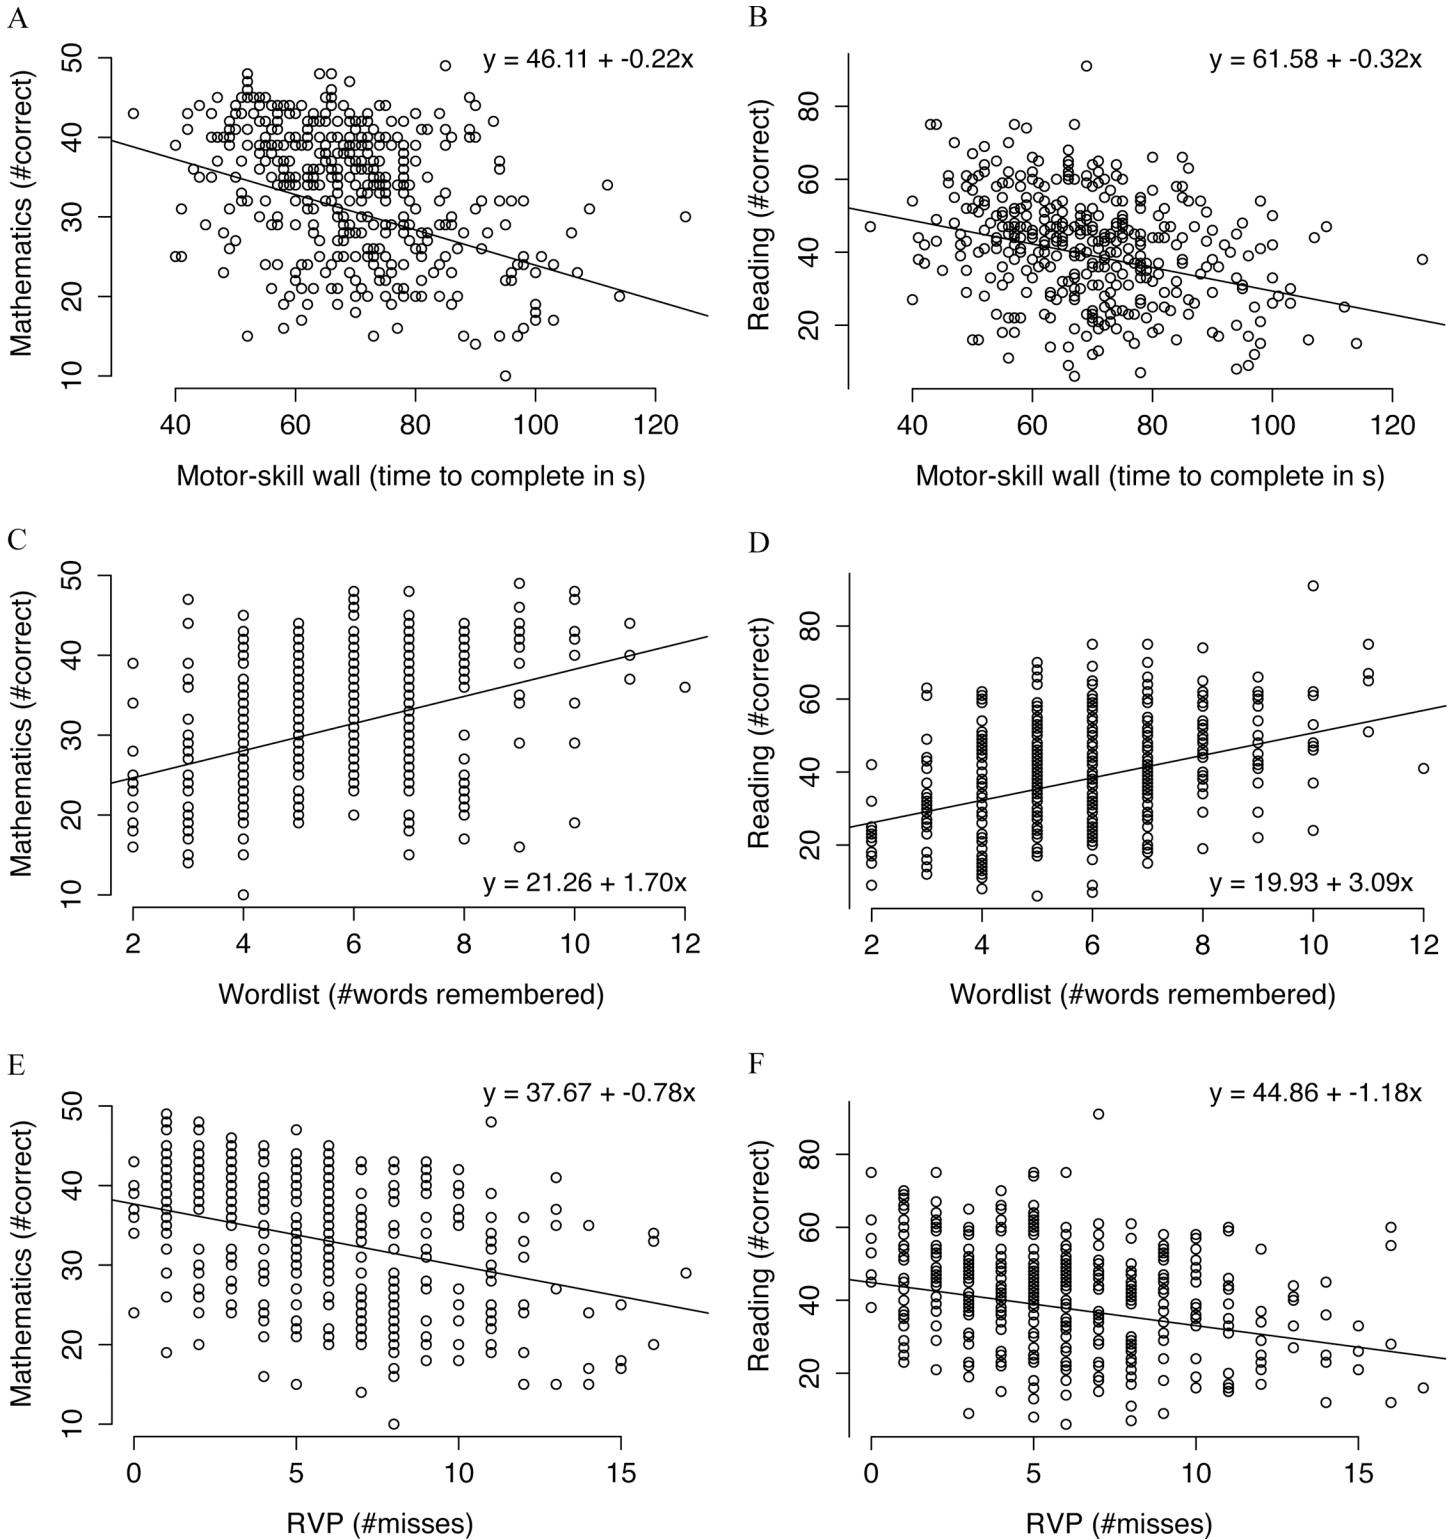 A
y = 46.11 + -0.22x
Mathematics (#correct)
10 20 30 40 50
40 60 80 100 120
Motor-skill wall (time to complete in s)
B
y = 61.58 + -0.32x
Reading (#correct)
20 40 60 80
40 60 80 100 120
Motor-skill wall (time to complete in s)
C
Mathematics (#correct)
10 20 30 40 50
y = 21.26 + 1.70x
2 4 6 8 10 12
Wordlist (#words remembered)
D
Reading (#correct)
20 40 60 80
y = 19.93 + 3.09x
2 4 6 8 10 12
Wordlist (#words remembered)
E
y = 37.67 + -0.78x
Mathematics (#correct)
10 20 30 40 50
0 5 10 15
RVP (#misses)
F
y = 44.86 + -1.18x
Reading (#correct)
20 40 60 80
0 5 10 15
RVP (#misses)